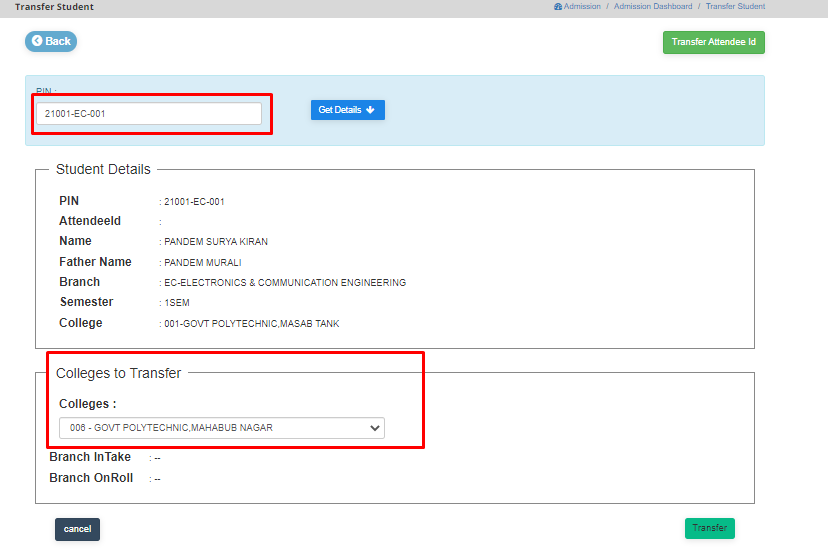 Transfer Student
Admission / Admission Dashboard / Transfer Student
Back
Transfer Attendee Id
PIN :
21001-EC-001
Get Details
Student Details
PIN : 21001-EC-001
AttendeeId :
Name : PANDEM SURYA KIRAN
Father Name : PANDEM MURALI
Branch : EC-ELECTRONICS & COMMUNICATION ENGINEERING
Semester : 1SEM
College : 001-GOVT POLYTECHNIC,MASAB TANK
Colleges to Transfer
Colleges :
006 - GOVT POLYTECHNIC,MAHABUB NAGAR
Branch InTake : --
Branch OnRoll : --
cancel
Transfer